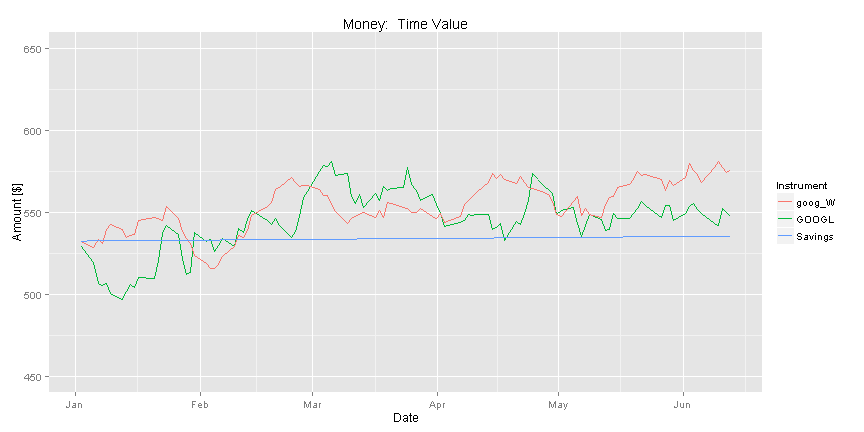 Money:  Time Value
Amount [$]
650
600
550
500
450
Jan
Feb
Mar
Apr
May
Jun
Date
Instrument
goog_W
GOOGL
Savings